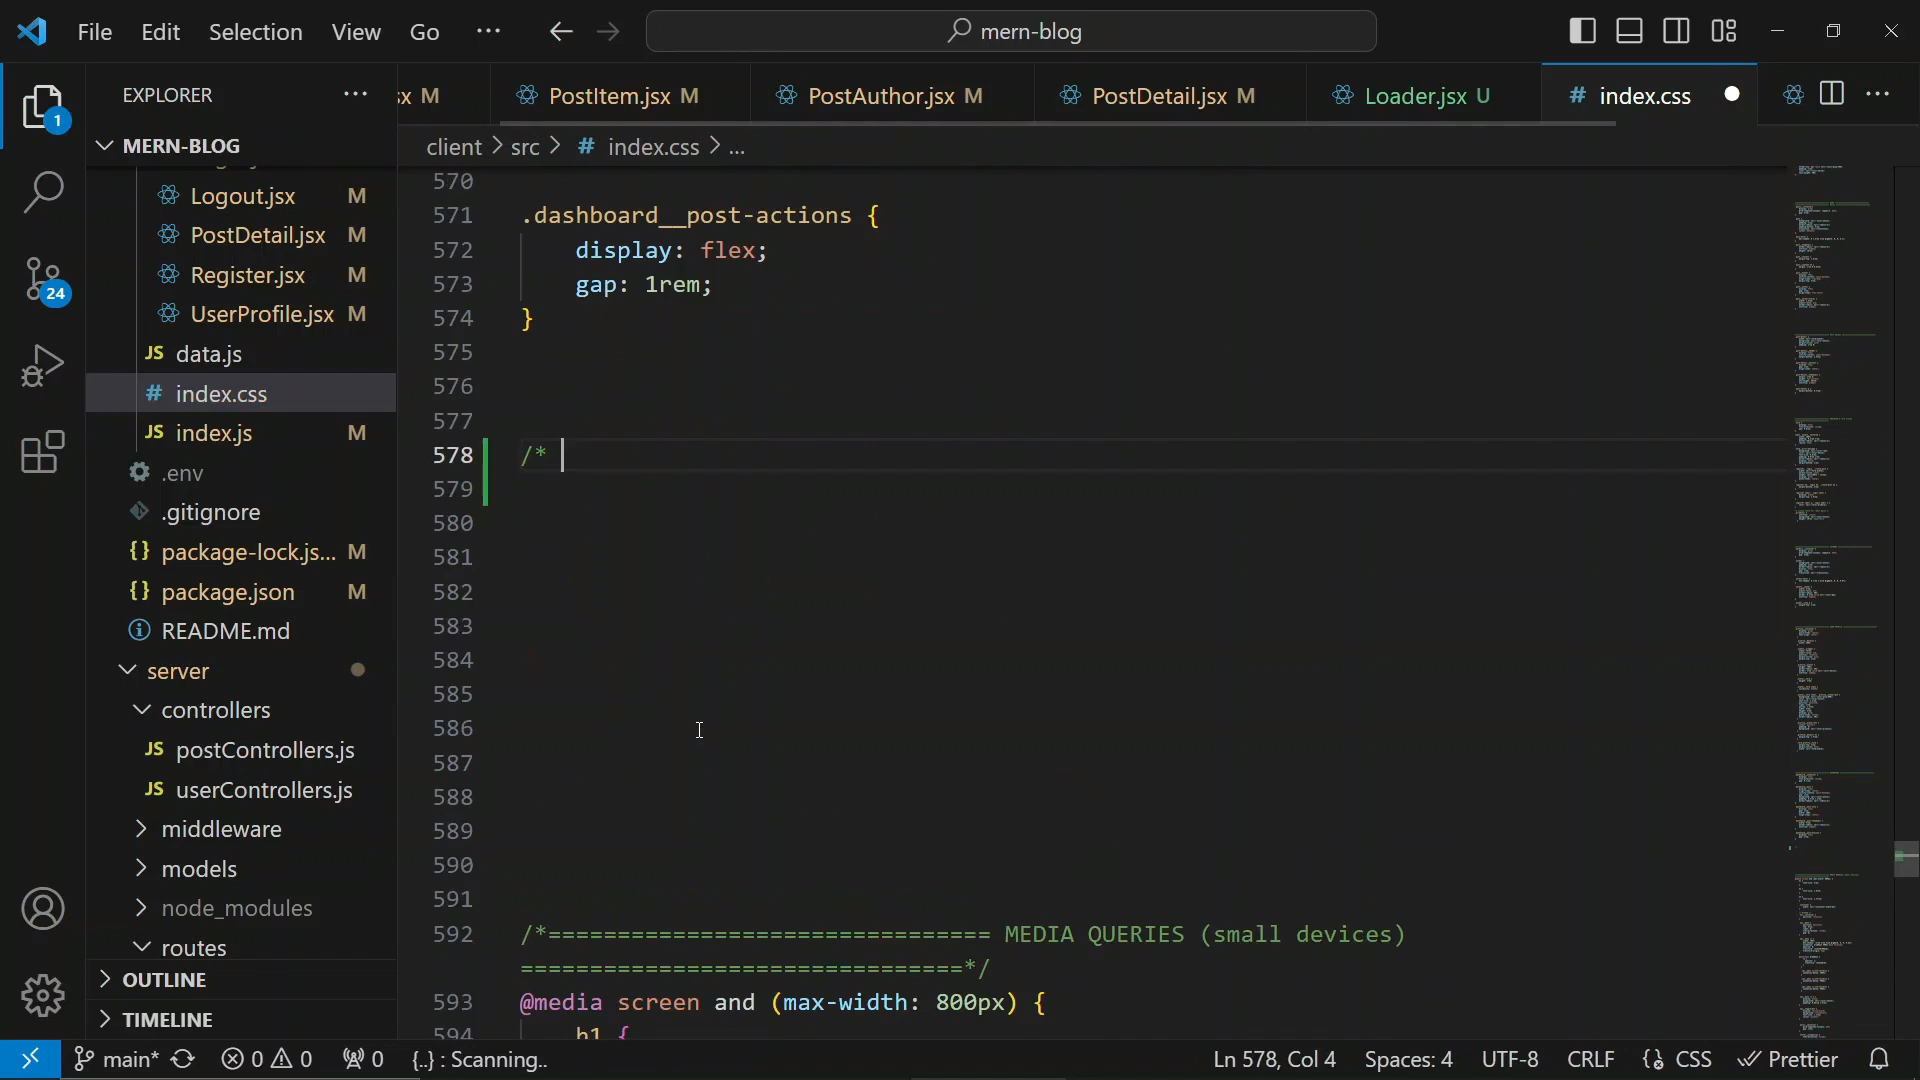 File Edit Selection View Go ··· mern-blog
EXPLORER ···
sx M PostItem.jsx M PostAuthor.jsx M PostDetail.jsx M Loader.jsx U # index.css ···
MERN-BLOG
client > src > # index.css > ...
Logout.jsx M
PostDetail.jsx M
Register.jsx M
UserProfile.jsx M
JS data.js
# index.css
JS index.js M
.env
.gitignore
{} package-lock.js... M
{} package.json M
README.md
server
controllers
JS postControllers.js
JS userControllers.js
middleware
models
node_modules
routes
OUTLINE
TIMELINE
1
24
570
571 .dashboard__post-actions {
572 display: flex;
573 gap: 1rem;
574 }
575
576
577
578 /*
579
580
581
582
583
584
585
586
587
588
589
590
591
592 /*================================ MEDIA QUERIES (small devices)
================================*/
593 @media screen and (max-width: 800px) {
594 h1 {
main* 0 0 0 {..} : Scanning.. Ln 578, Col 4 Spaces: 4 UTF-8 CRLF {} CSS Prettier